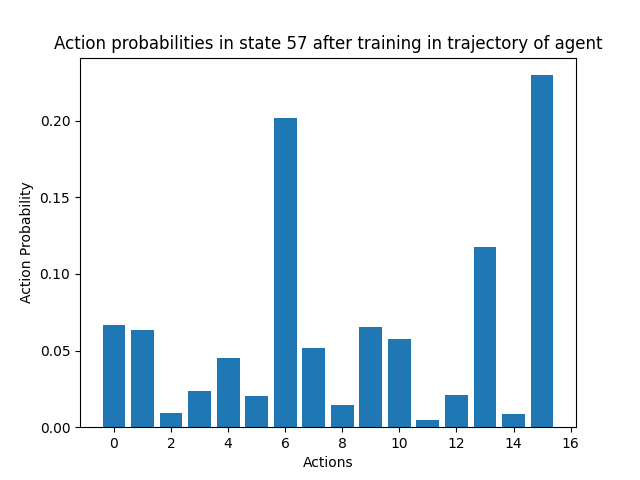 Action probabilities in state 57 after training in trajectory of agent
0.20
0.15
0.10
0.05
0.00
Action Probability
0 2 4 6 8 10 12 14 16
Actions